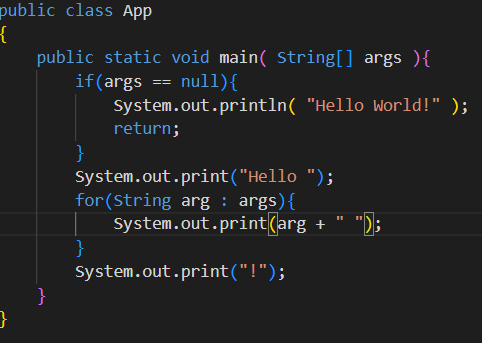 public class App
{
    public static void main( String[] args ){
        if(args == null){
            System.out.println( "Hello World!" );
            return;
        }
        System.out.print("Hello ");
        for(String arg : args){
            System.out.print(arg + " ");
        }
        System.out.print("!");
    }
}